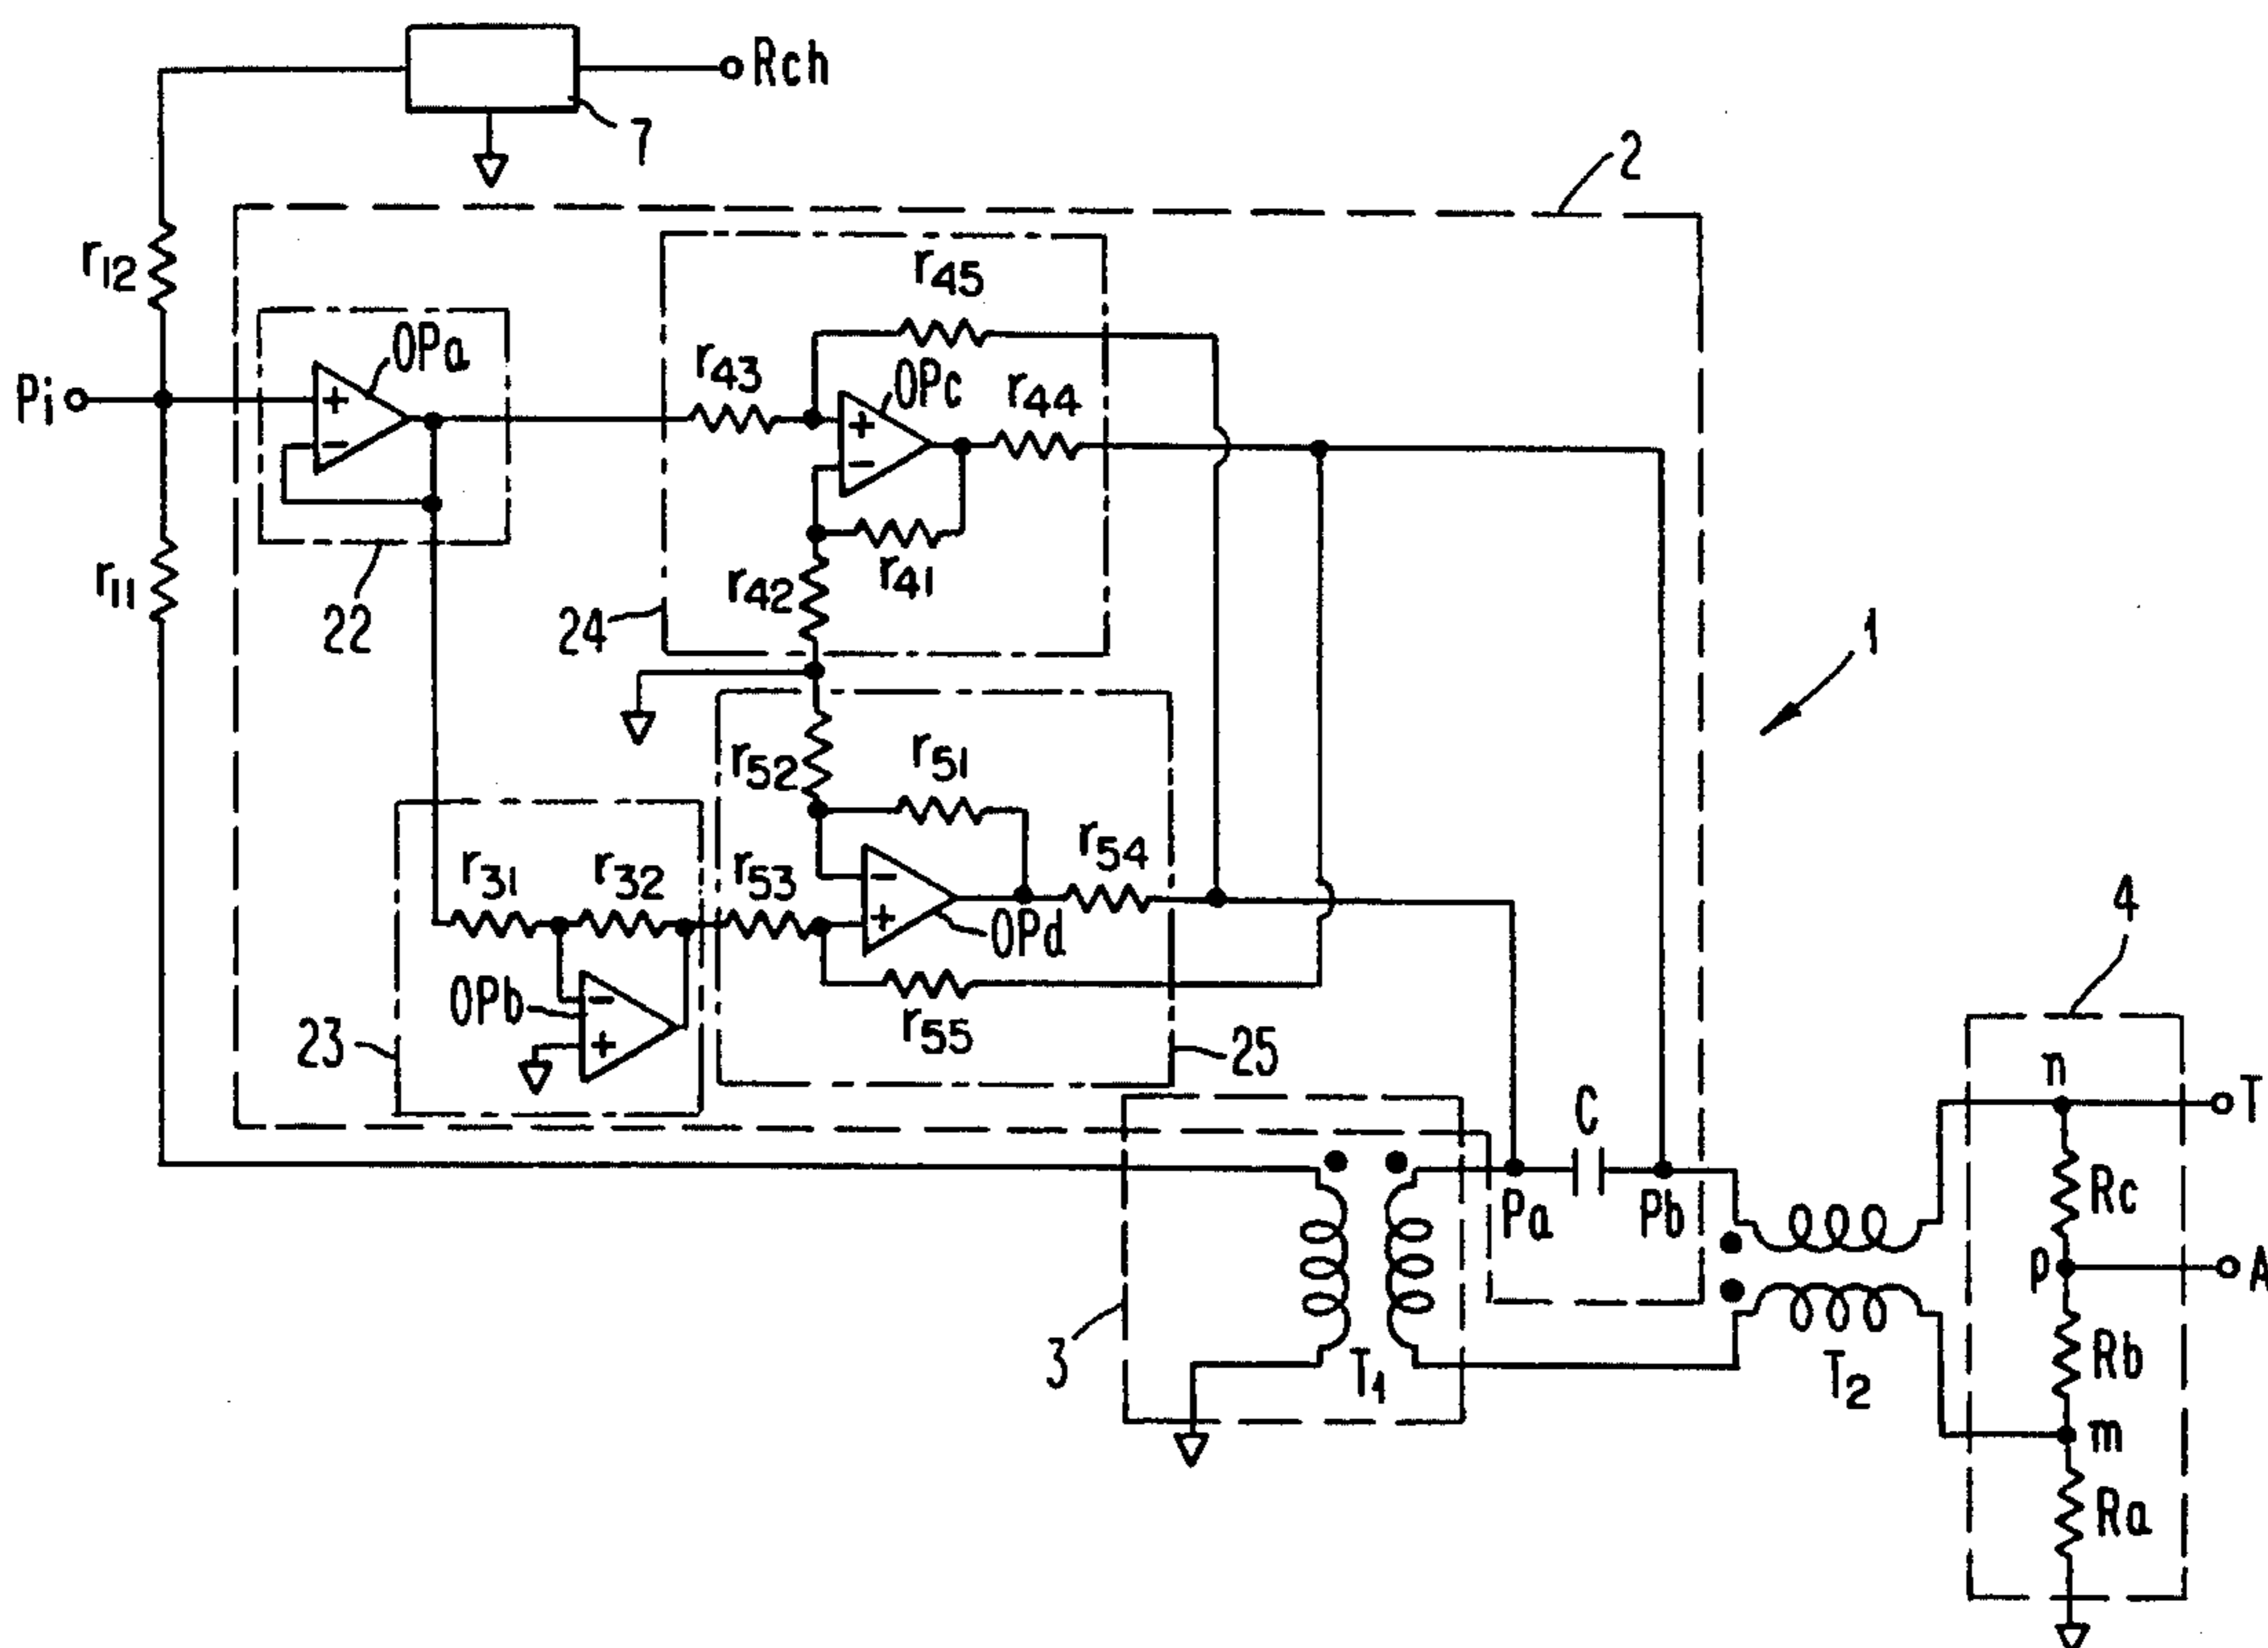 Rch
7
2
r12
r45
Pi
OPa
r43
OPc
r44
r11
22
r42
r41
24
1
r52
r51
r31
r32
r53
r54
OPd
4
OPb
23
r55
25
n
T
C
Rc
Pa
Pb
P
A
3
T1
T2
Rb
m
Ra